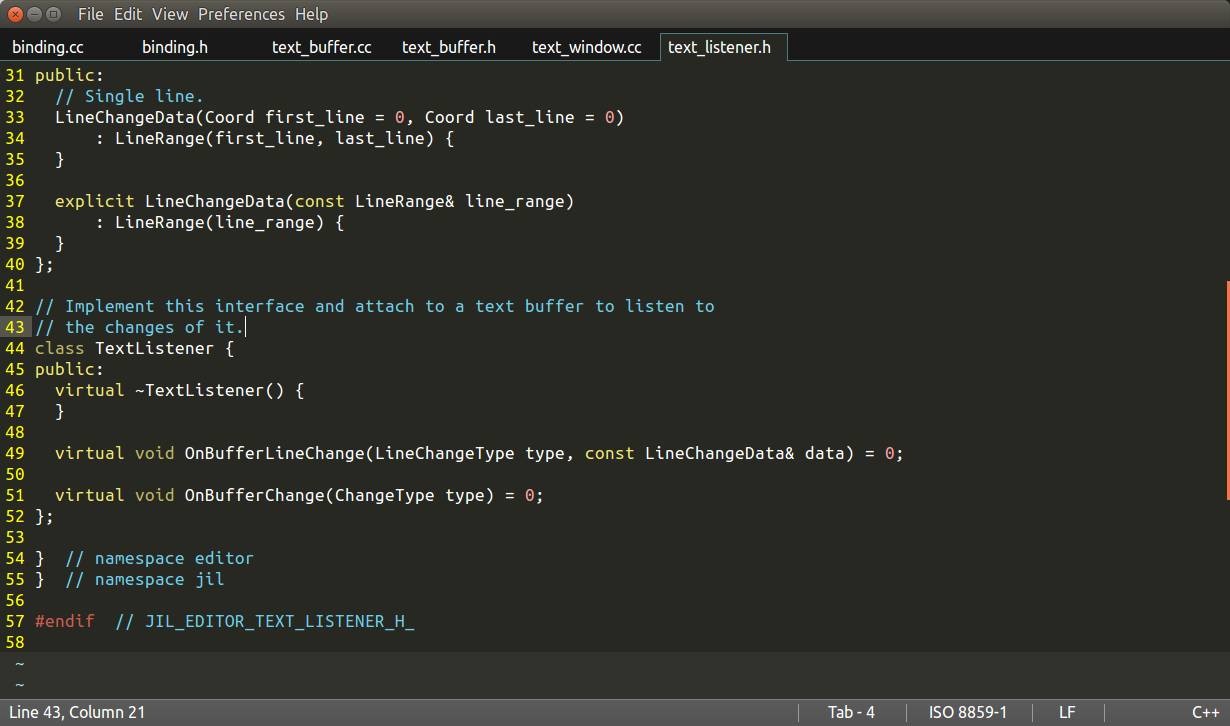 File Edit View Preferences Help
binding.cc binding.h text_buffer.cc text_buffer.h text_window.cc text_listener.h
31 public:
32   // Single line.
33   LineChangeData(Coord first_line = 0, Coord last_line = 0)
34       : LineRange(first_line, last_line) {
35   }
36
37   explicit LineChangeData(const LineRange& line_range)
38       : LineRange(line_range) {
39   }
40 };
41
42 // Implement this interface and attach to a text buffer to listen to
43 // the changes of it.
44 class TextListener {
45 public:
46   virtual ~TextListener() {
47   }
48
49   virtual void OnBufferLineChange(LineChangeType type, const LineChangeData& data) = 0;
50
51   virtual void OnBufferChange(ChangeType type) = 0;
52 };
53
54 }  // namespace editor
55 }  // namespace jil
56
57 #endif  // JIL_EDITOR_TEXT_LISTENER_H_
58
~
~
Line 43, Column 21 Tab - 4 ISO 8859-1 LF C++